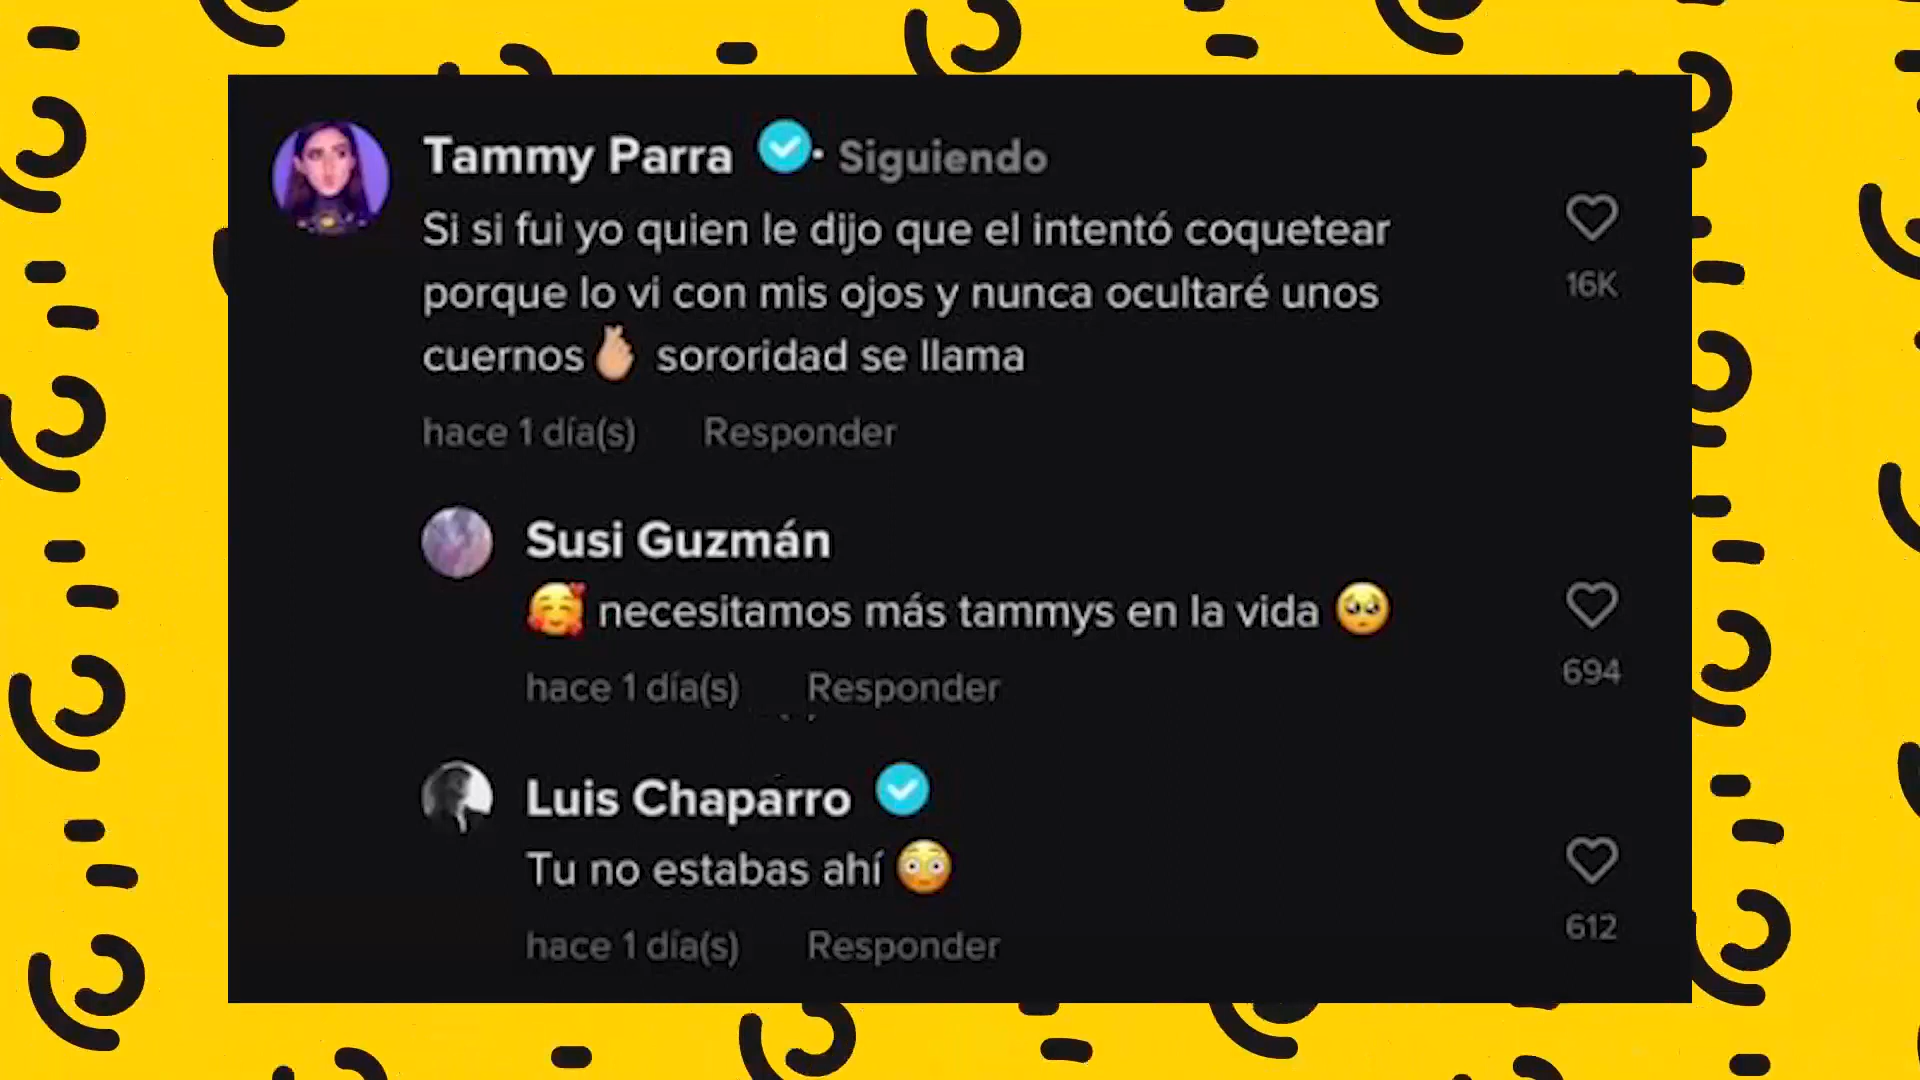 Tammy Parra · Siguiendo
Si si fui yo quien le dijo que el intentó coquetear
porque lo vi con mis ojos y nunca ocultaré unos
cuernos🫰🏼 sororidad se llama
16K
hace 1 día(s) Responder
Susi Guzmán
🥰 necesitamos más tammys en la vida 🥺
694
hace 1 día(s) Responder
Luis Chaparro
Tu no estabas ahí 😳
612
hace 1 día(s) Responder